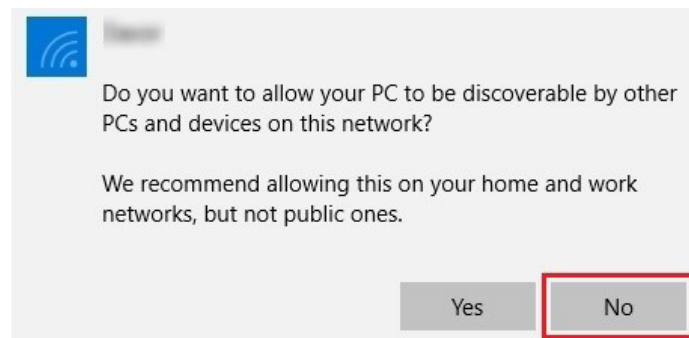 Do you want to allow your PC to be discoverable by other
PCs and devices on this network?
We recommend allowing this on your home and work
networks, but not public ones.
Yes
No